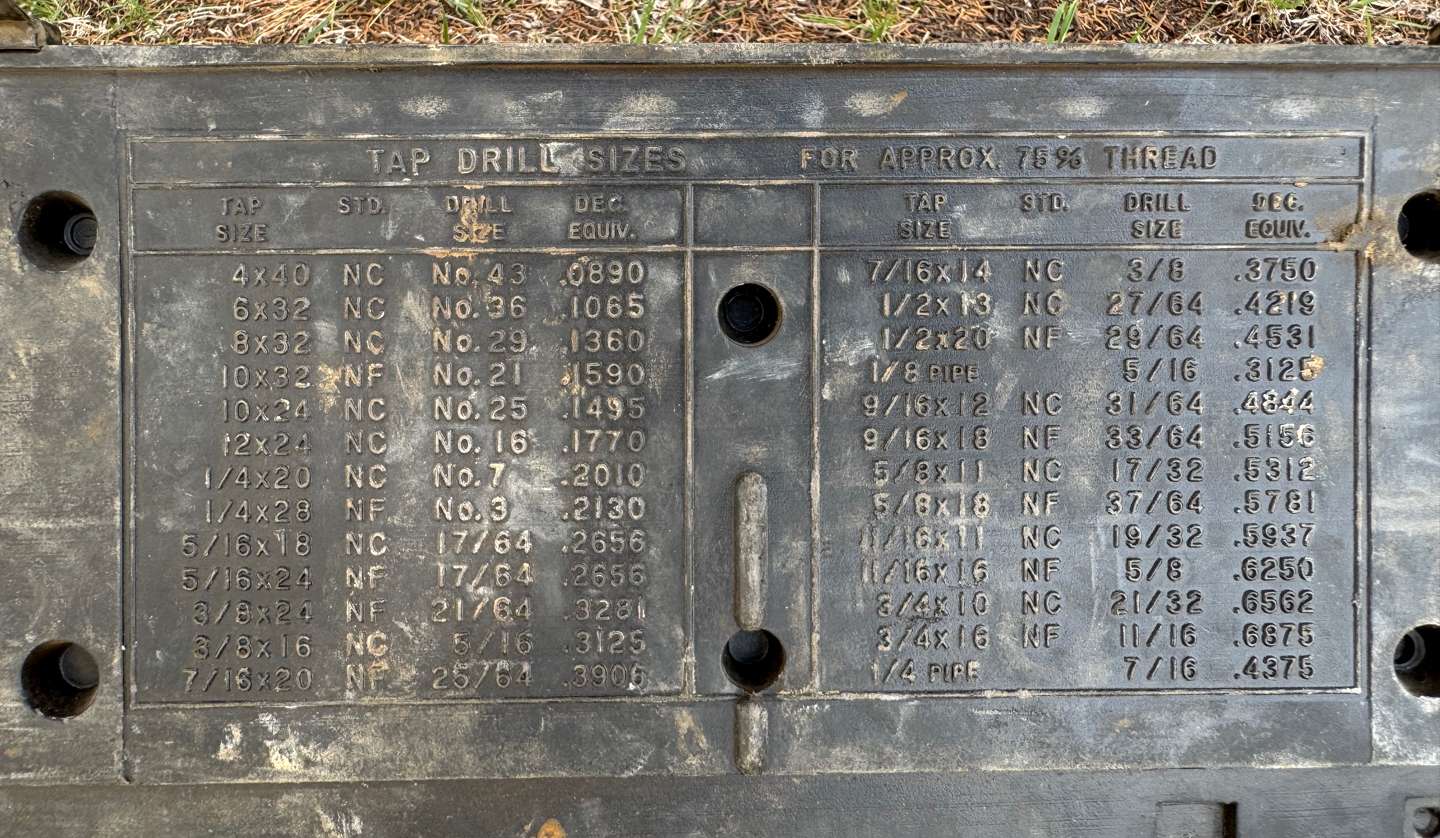 TAP DRILL SIZES FOR APPROX. 75% THREAD
TAP SIZE STD. DRILL SIZE DEC. EQUIV.
4x40 NC No. 43 .0890
6x32 NC No. 36 .1065
8x32 NC No. 29 .1360
10x32 NF No. 21 .1590
10x24 NC No. 25 .1495
12x24 NC No. 16 .1770
1/4x20 NC No. 7 .2010
1/4x28 NF No. 3 .2130
5/16x18 NC 17/64 .2656
5/16x24 NF 17/64 .2656
3/8x24 NF 21/64 .3281
3/8x16 NC 5/16 .3125
7/16x20 NF 25/64 .3906
TAP SIZE STD. DRILL SIZE DEC. EQUIV.
7/16x14 NC 3/8 .3750
1/2x13 NC 27/64 .4219
1/2x20 NF 29/64 .4531
1/8 PIPE 5/16 .3125
9/16x12 NC 31/64 .4844
9/16x18 NF 33/64 .5156
5/8x11 NC 17/32 .5312
5/8x18 NF 37/64 .5781
11/16x11 NC 19/32 .5937
11/16x16 NF 5/8 .6250
3/4x10 NC 21/32 .6562
3/4x16 NF 11/16 .6875
1/4 PIPE 7/16 .4375